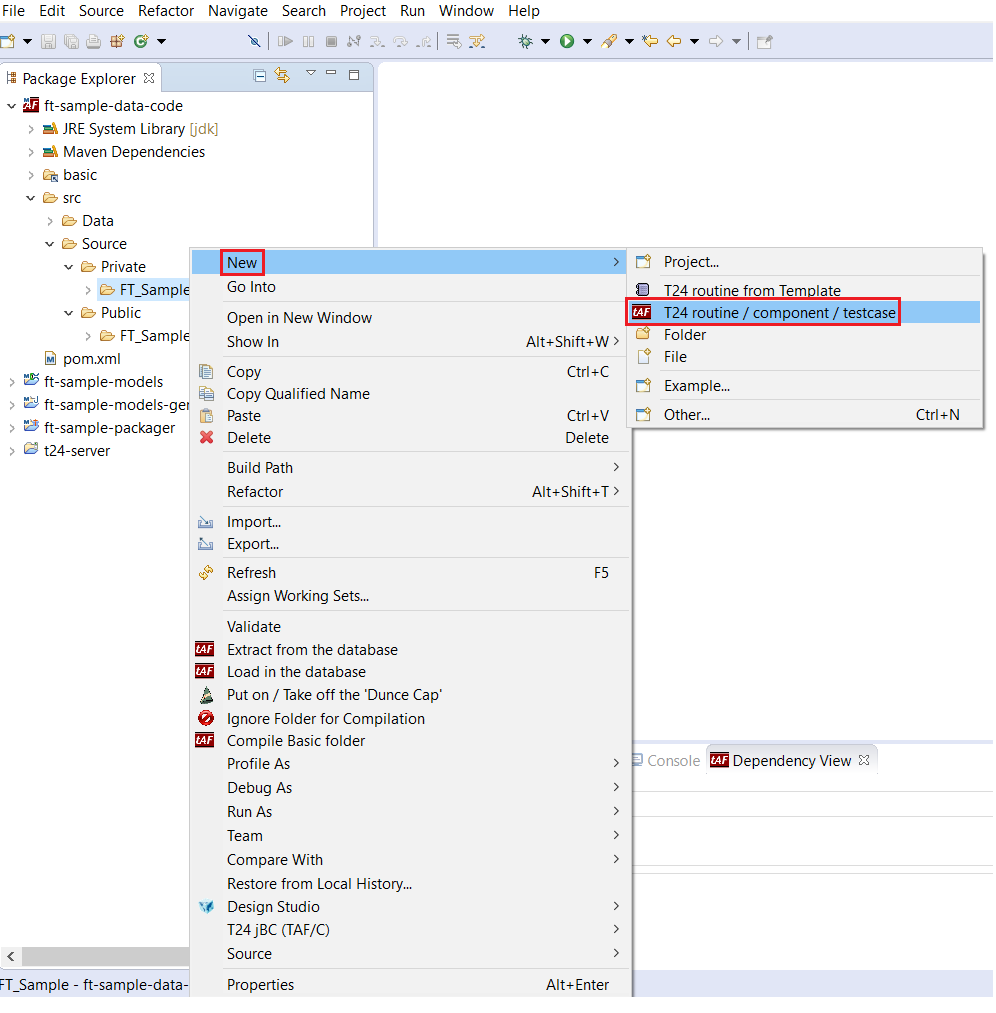 File Edit Source Refactor Navigate Search Project Run Window Help
Package Explorer
ft-sample-data-code
JRE System Library [jdk]
Maven Dependencies
basic
src
Data
Source
Private
FT_Sample
Public
FT_Sample
pom.xml
ft-sample-models
ft-sample-models-ger
ft-sample-packager
t24-server
New
Go Into
Open in New Window
Show In Alt+Shift+W
Copy Ctrl+C
Copy Qualified Name
Paste Ctrl+V
Delete Delete
Build Path
Refactor Alt+Shift+T
Import...
Export...
Refresh F5
Assign Working Sets...
Validate
tAF Extract from the database
tAF Load in the database
Put on / Take off the 'Dunce Cap'
Ignore Folder for Compilation
tAF Compile Basic folder
Profile As
Debug As
Run As
Team
Compare With
Restore from Local History...
Design Studio
T24 jBC (TAF/C)
Source
Properties Alt+Enter
Project...
T24 routine from Template
tAF T24 routine / component / testcase
Folder
File
Example...
Other... Ctrl+N
Console tAF Dependency View
FT_Sample - ft-sample-data-